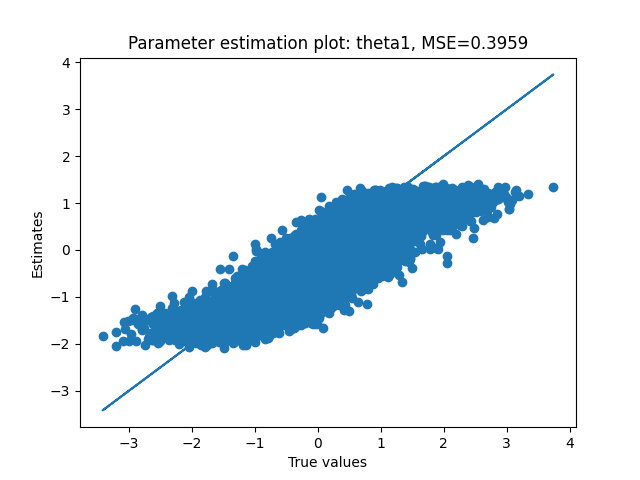 Parameter estimation plot: theta1, MSE=0.3959
4
3
2
1
0
−1
−2
−3
Estimates
−3 −2 −1 0 1 2 3 4
True values